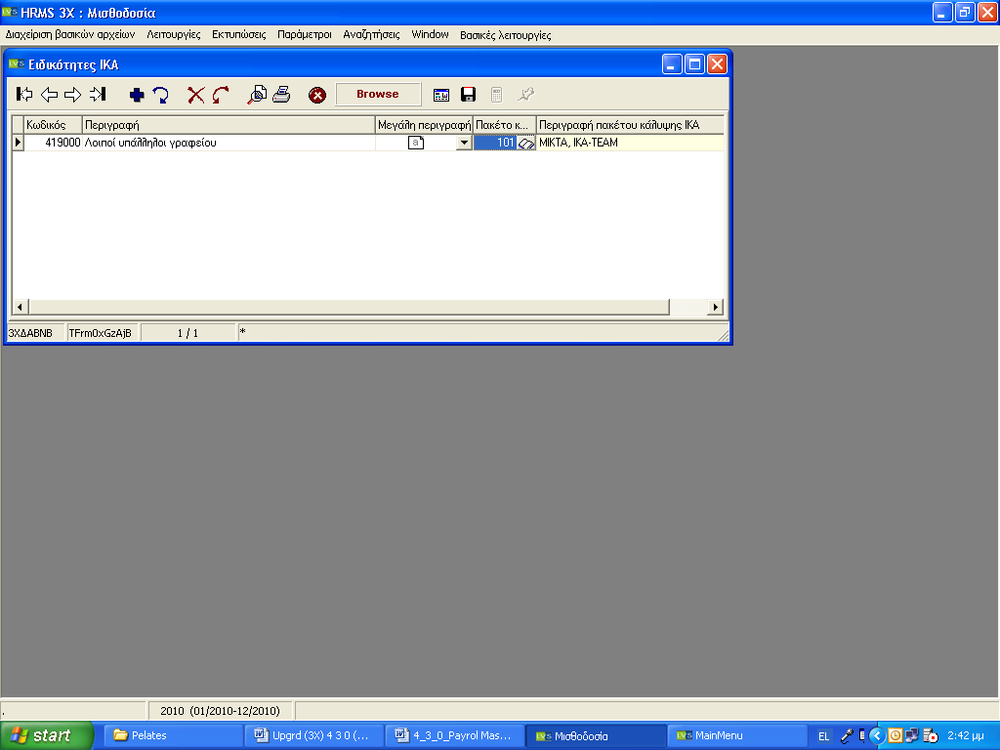 HRMS 3X : Μισθοδοσία
Διαχείριση βασικών αρχείων Λειτουργίες Εκτυπώσεις Παράμετροι Αναζητήσεις Window Βασικές λειτουργίες
Ειδικότητες ΙΚΑ
Browse
Κωδικός Περιγραφή Μεγάλη περιγραφή Πακέτο κ... Περιγραφή πακέτου κάλυψης ΙΚΑ
419000 Λοιποί υπάλληλοι γραφείου a 101 ΜΙΚΤΑ, ΙΚΑ-ΤΕΑΜ
3ΧΔΑΒΝΒ TFrm0xGzAjB 1 / 1 *
. 2010 (01/2010-12/2010)
start Pelates Upgrd (3X) 4 3 0 (... 4_3_0_Payrol Mas... Μισθοδοσία MainMenu EL 2:42 μμ